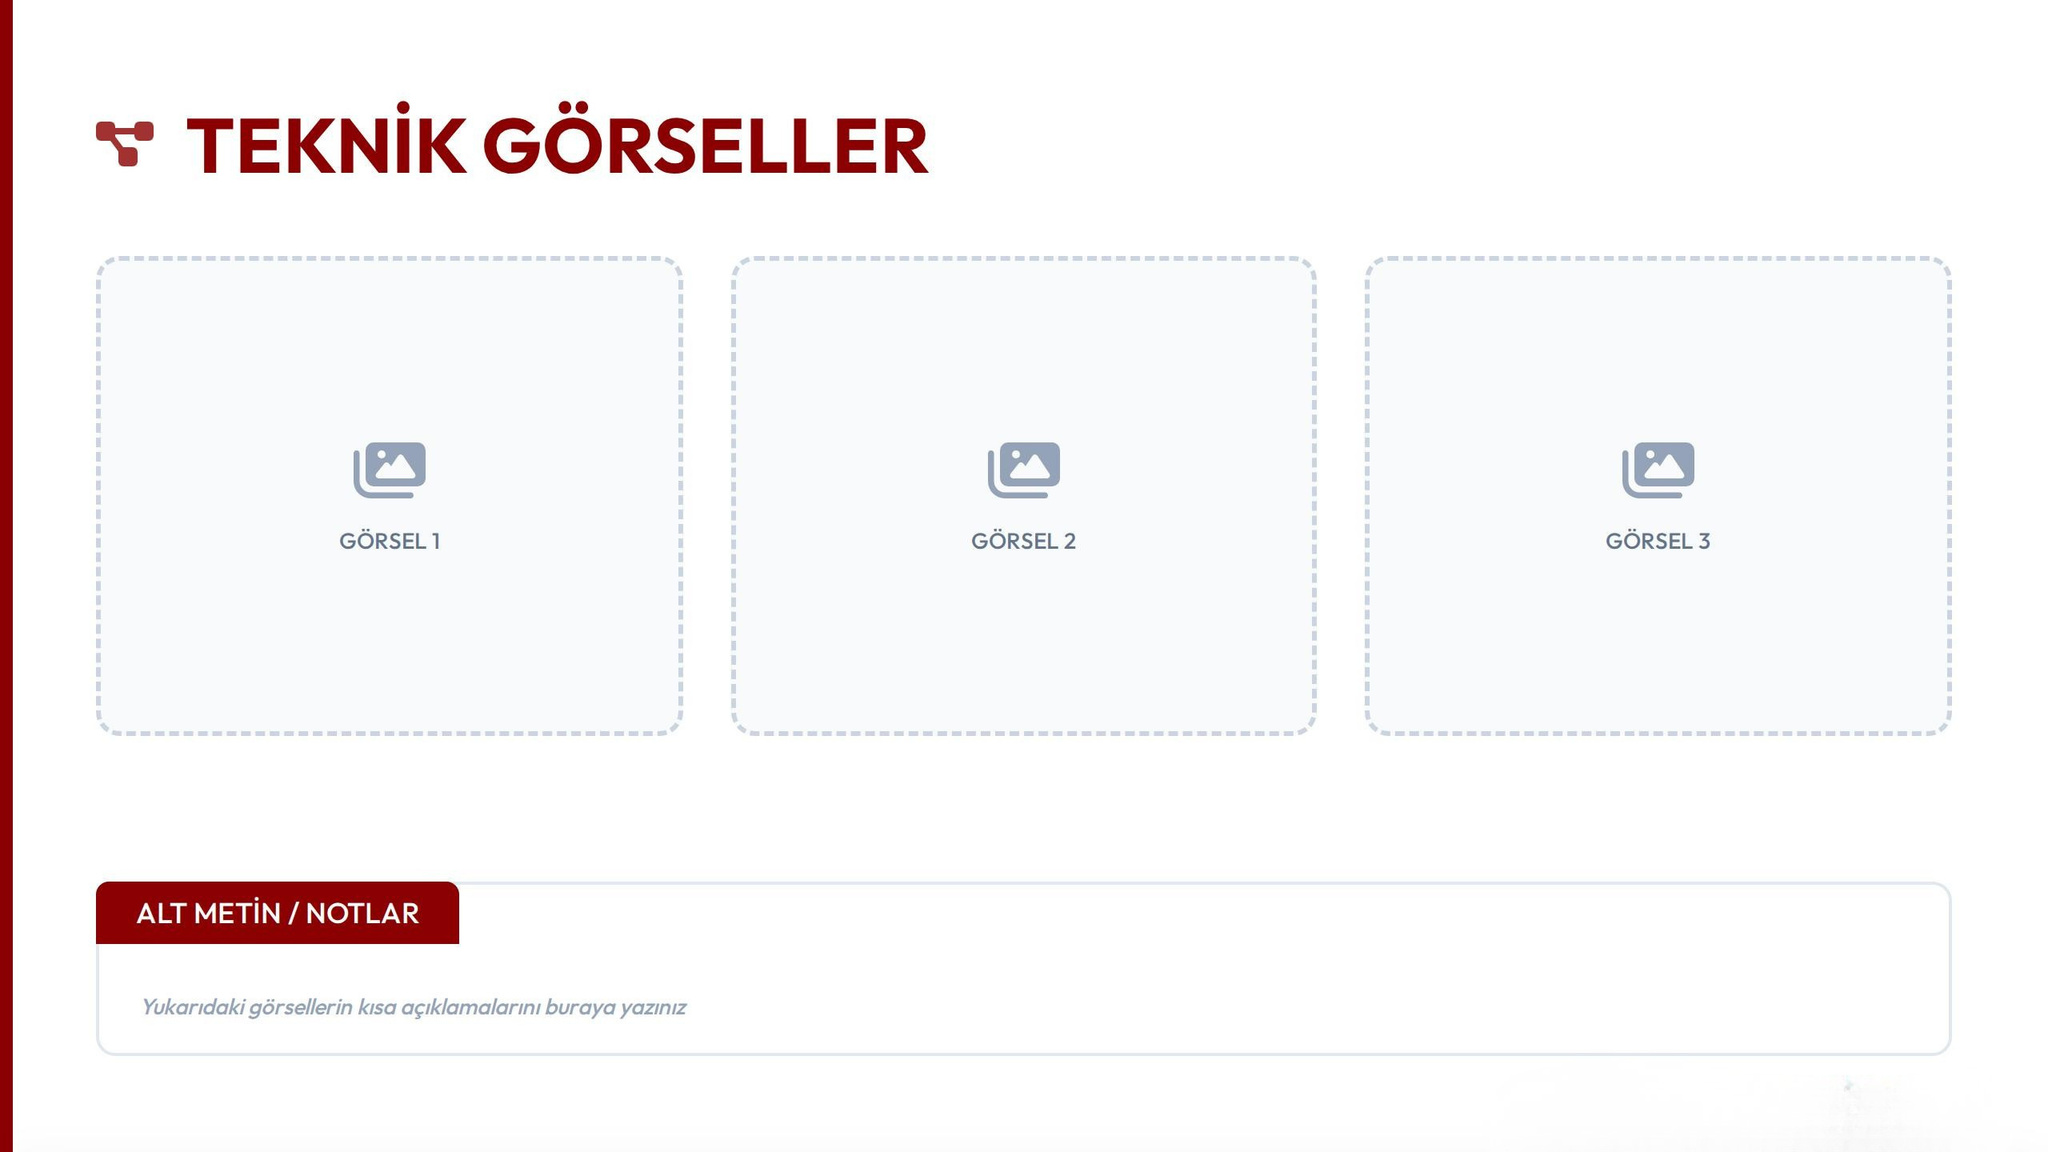 TEKNİK GÖRSELLER
GÖRSEL 1
GÖRSEL 2
GÖRSEL 3
ALT METİN / NOTLAR
Yukarıdaki görsellerin kısa açıklamalarını buraya yazınız